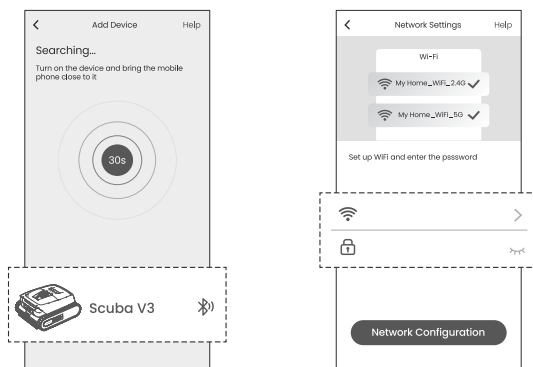 Add Device
Help
Searching...
Turn on the device and bring the mobile
phone close to it
30s
Scuba V3
Network Settings
Help
Wi-Fi
My Home_WiFi_2.4G
My Home_WiFi_5G
Set up WiFi and enter the psssword
Network Configuration